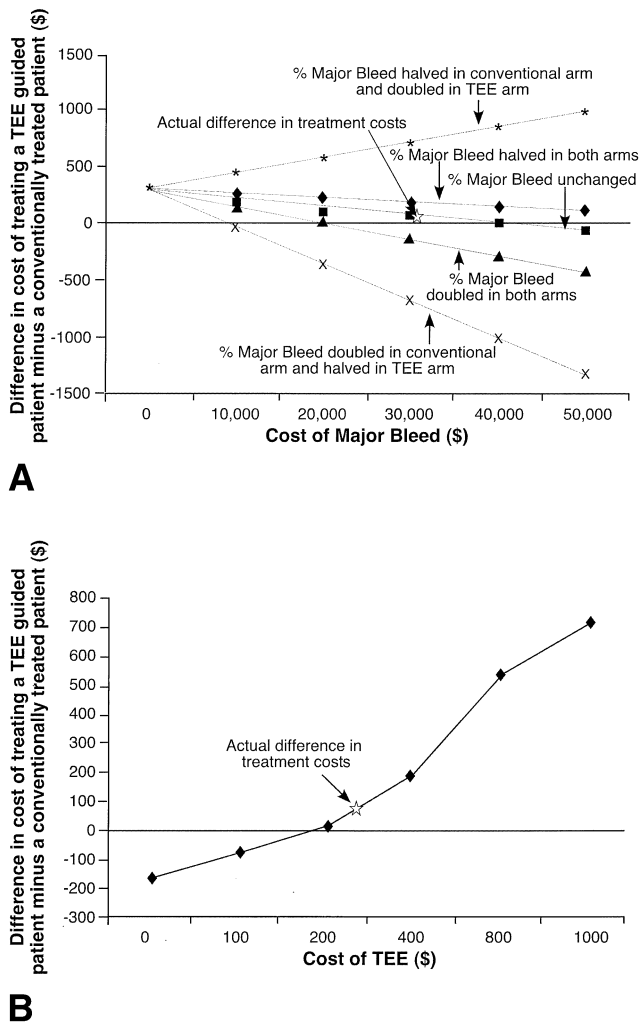 Difference in cost of treating a TEE guided
patient minus a conventionally treated patient ($)
1500
1000
500
0
-500
-1000
-1500
% Major Bleed halved in conventional arm
and doubled in TEE arm
Actual difference in treatment costs
% Major Bleed halved in both arms
% Major Bleed unchanged
% Major Bleed
doubled in both arms
% Major Bleed doubled in conventional
arm and halved in TEE arm
0 10,000 20,000 30,000 40,000 50,000
Cost of Major Bleed ($)
A
Difference in cost of treating a TEE guided
patient minus a conventionally treated patient ($)
800
700
600
500
400
300
200
100
0
-100
-200
-300
Actual difference in
treatment costs
0 100 200 400 800 1000
Cost of TEE ($)
B